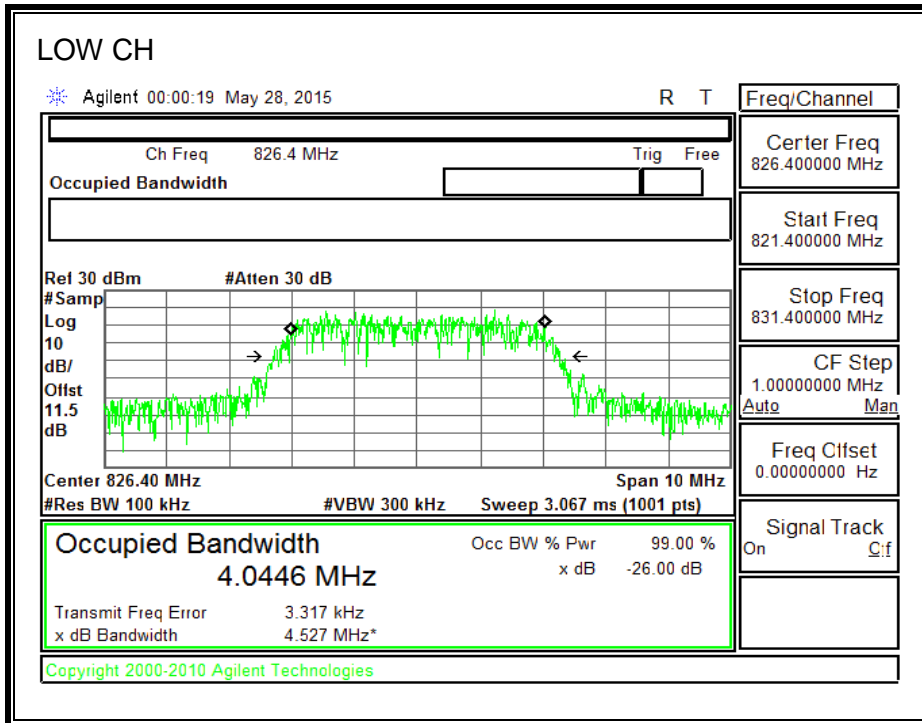 LOW CH
Agilent 00:00:19 May 28, 2015 R T
Freq/Channel
Ch Freq 826.4 MHz Trig Free
Occupied Bandwidth
Center Freq
826.400000 MHz
Start Freq
821.400000 MHz
Stop Freq
831.400000 MHz
CF Step
1.00000000 MHz
Auto Man
Freq Offset
0.00000000 Hz
Signal Track
On Off
Ref 30 dBm #Atten 30 dB
#Samp
Log
10
dB/
Offst
11.5
dB
Center 826.40 MHz Span 10 MHz
#Res BW 100 kHz #VBW 300 kHz Sweep 3.067 ms (1001 pts)
Occupied Bandwidth Occ BW % Pwr 99.00 %
4.0446 MHz x dB -26.00 dB
Transmit Freq Error 3.317 kHz
x dB Bandwidth 4.527 MHz*
Copyright 2000-2010 Agilent Technologies